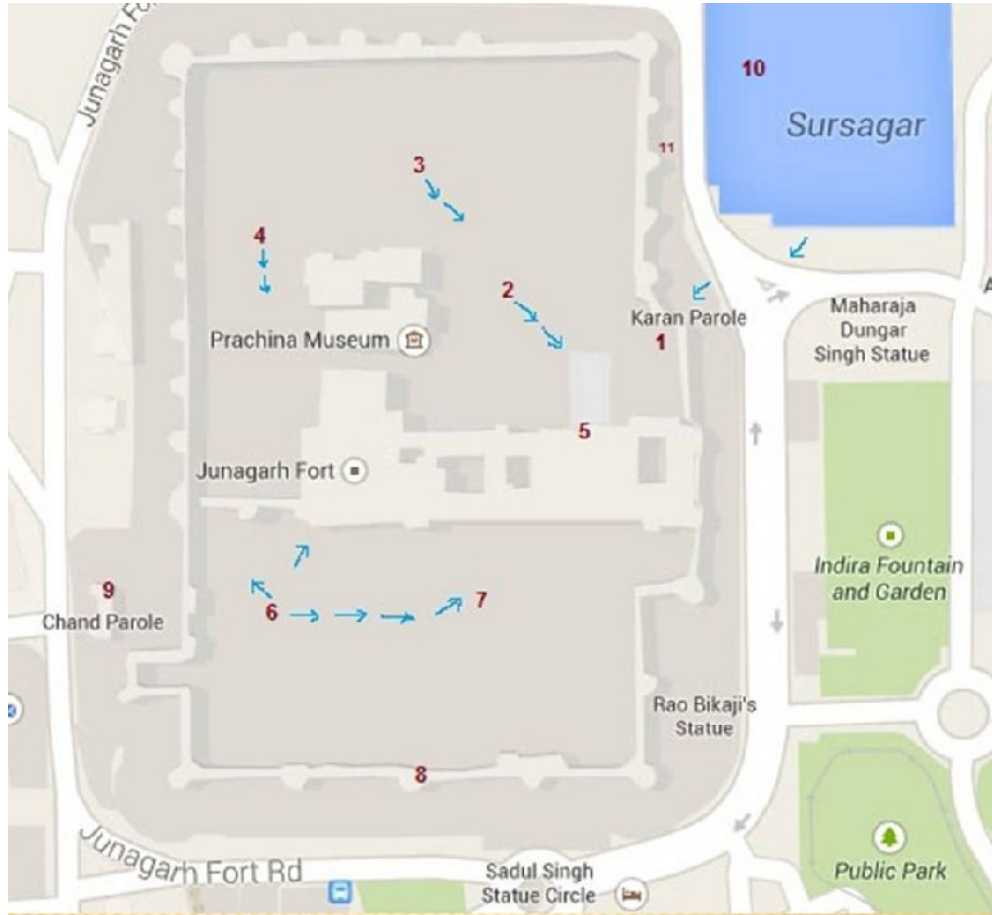 Junagarh Fo
10
Sursagar
3
11
4
2
Karan Parole
1
Maharaja
Dungar
Singh Statue
A
Prachina Museum
5
Junagarh Fort
Indira Fountain
and Garden
9
Chand Parole
6
7
Rao Bikaji's
Statue
8
Junagarh Fort Rd
Sadul Singh
Statue Circle
Public Park